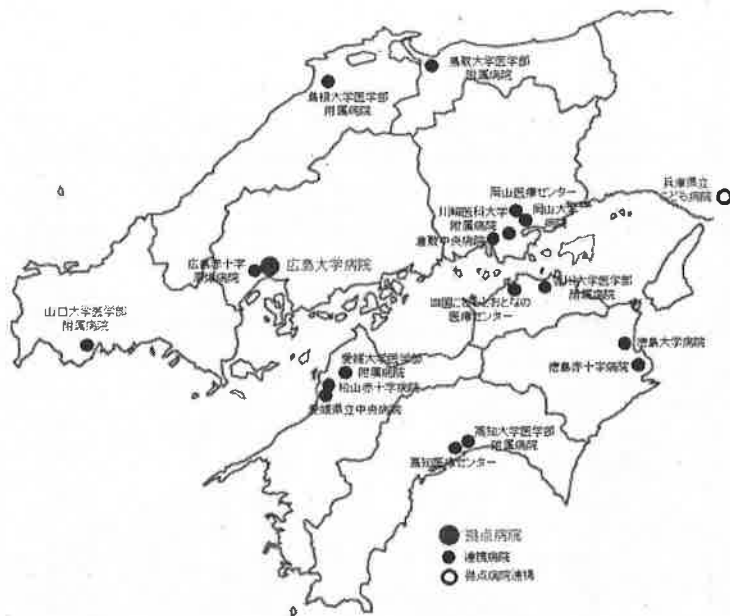 鳥取大学医学部
附属病院
島根大学医学部
附属病院
兵庫県立
こども病院
岡山医療センター
川崎医科大学
附属病院
岡山大学
病院
倉敷中央病院
広島赤十字
原爆病院
広島大学病院
香川大学医学部
附属病院
四国こどもとおとなの
医療センター
山口大学医学部
附属病院
徳島大学病院
徳島赤十字病院
愛媛大学医学部
附属病院
松山赤十字病院
愛媛県立中央病院
高知大学医学部
附属病院
高知医療センター
拠点病院
連携病院
拠点病院連携